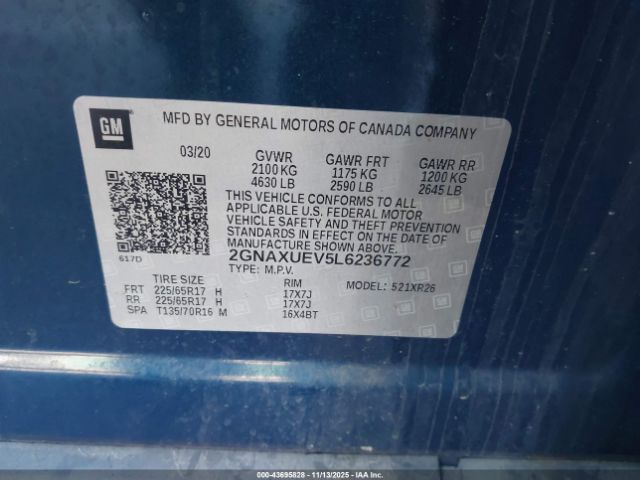 GM
MFD BY GENERAL MOTORS OF CANADA COMPANY
03/20 GVWR GAWR FRT GAWR RR
2100 KG 1175 KG 1200 KG
4630 LB 2590 LB 2645 LB
THIS VEHICLE CONFORMS TO ALL
APPLICABLE U.S. FEDERAL MOTOR
VEHICLE SAFETY AND THEFT PREVENTION
STANDARDS IN EFFECT ON THE DATE OF
MANUFACTURE SHOWN ABOVE.
617D 2GNAXUEV5L6236772
TYPE: M.P.V. MODEL: 521XR26
TIRE SIZE RIM
FRT 225/65R17 H 17X7J
RR 225/65R17 H 17X7J
SPA T135/70R16 M 16X4BT
000-43695828 - 11/13/2025 - IAAI.COM